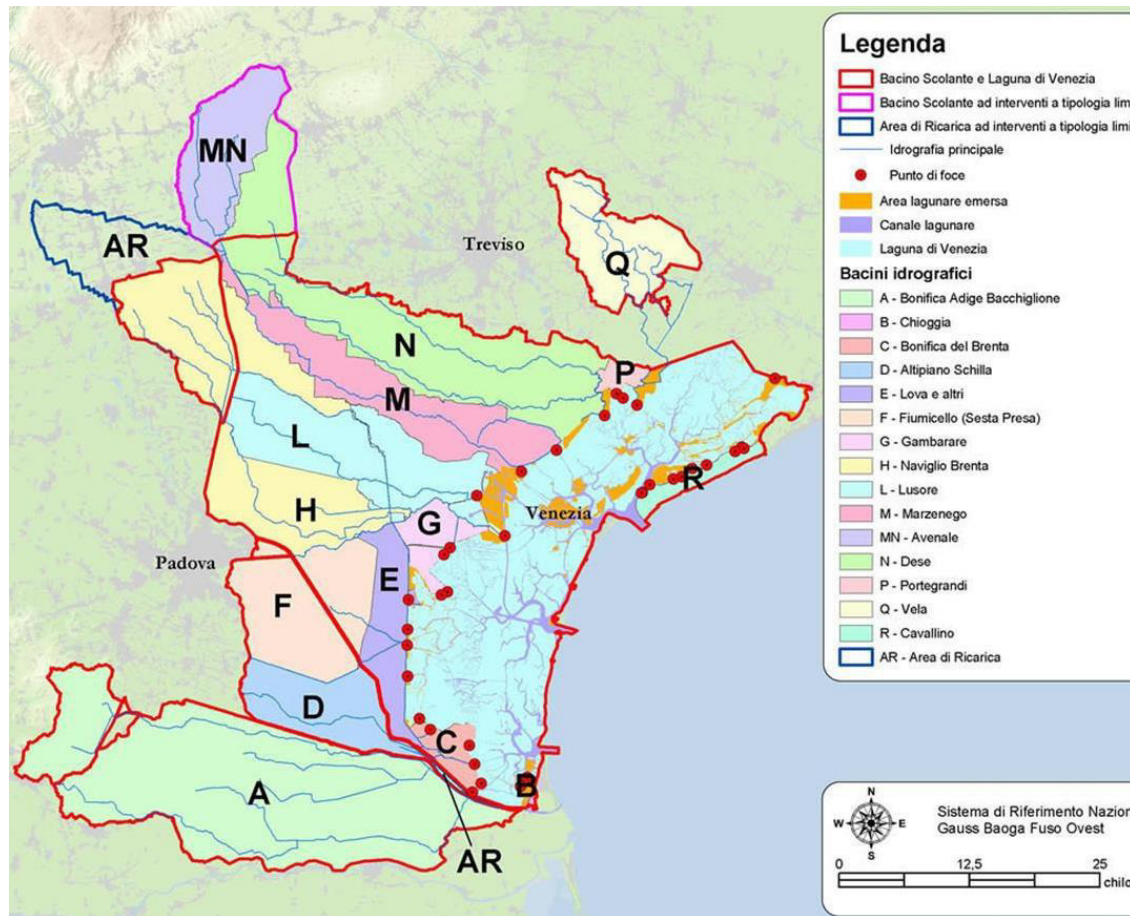 MN
AR
Treviso
Q
N
P
M
L
R
Venezia
H
G
Padova
E
F
D
C
B
A
AR
Legenda
Bacino Scolante e Laguna di Venezia
Bacino Scolante ad interventi a tipologia limi
Area di Ricarica ad interventi a tipologia limi
Idrografia principale
Punto di foce
Area lagunare emersa
Canale lagunare
Laguna di Venezia
Bacini idrografici
A - Bonifica Adige Bacchiglione
B - Chioggia
C - Bonifica del Brenta
D - Altipiano Schilla
E - Lova e altri
F - Fiumicello (Sesta Presa)
G - Gambarare
H - Naviglio Brenta
L - Lusore
M - Marzenego
MN - Avenale
N - Dese
P - Portegrandi
Q - Vela
R - Cavallino
AR - Area di Ricarica
N
W E
S
Sistema di Riferimento Nazion
Gauss Baoga Fuso Ovest
0 12,5 25
chilo